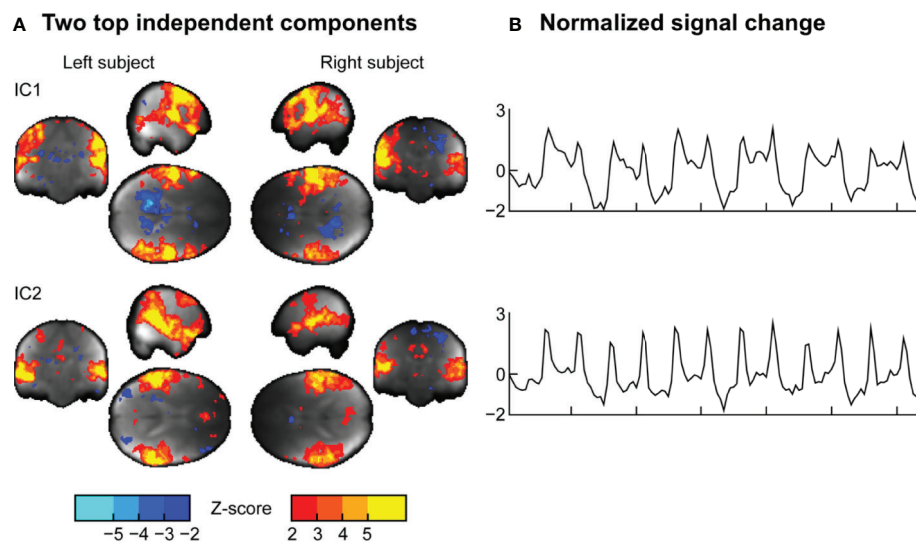 A Two top independent components
Left subject
Right subject
IC1
IC2
Z-score
−5 −4 −3 −2
2 3 4 5
B Normalized signal change
3
0
−2
3
0
−2